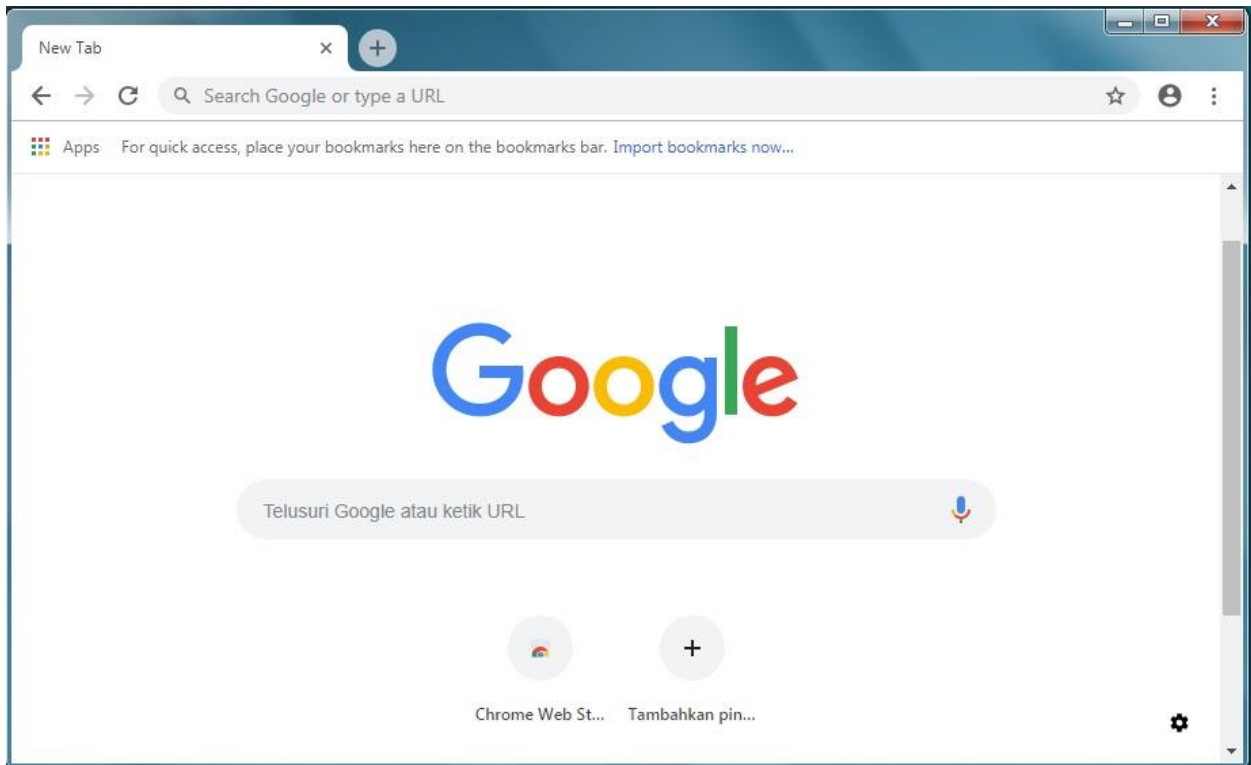 New Tab
Search Google or type a URL
Apps For quick access, place your bookmarks here on the bookmarks bar. Import bookmarks now...
Google
Telusuri Google atau ketik URL
Chrome Web St... Tambahkan pin...